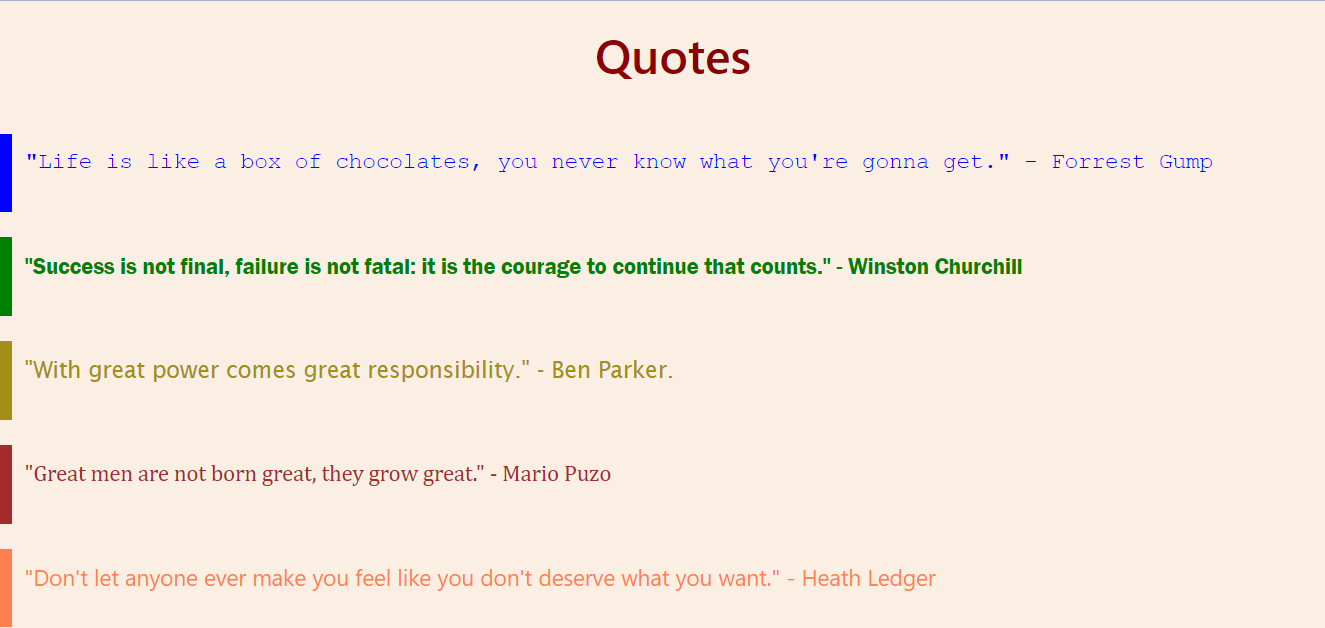 Quotes
"Life is like a box of chocolates, you never know what you're gonna get." - Forrest Gump
"Success is not final, failure is not fatal: it is the courage to continue that counts." - Winston Churchill
"With great power comes great responsibility." - Ben Parker.
"Great men are not born great, they grow great." - Mario Puzo
"Don't let anyone ever make you feel like you don't deserve what you want." - Heath Ledger